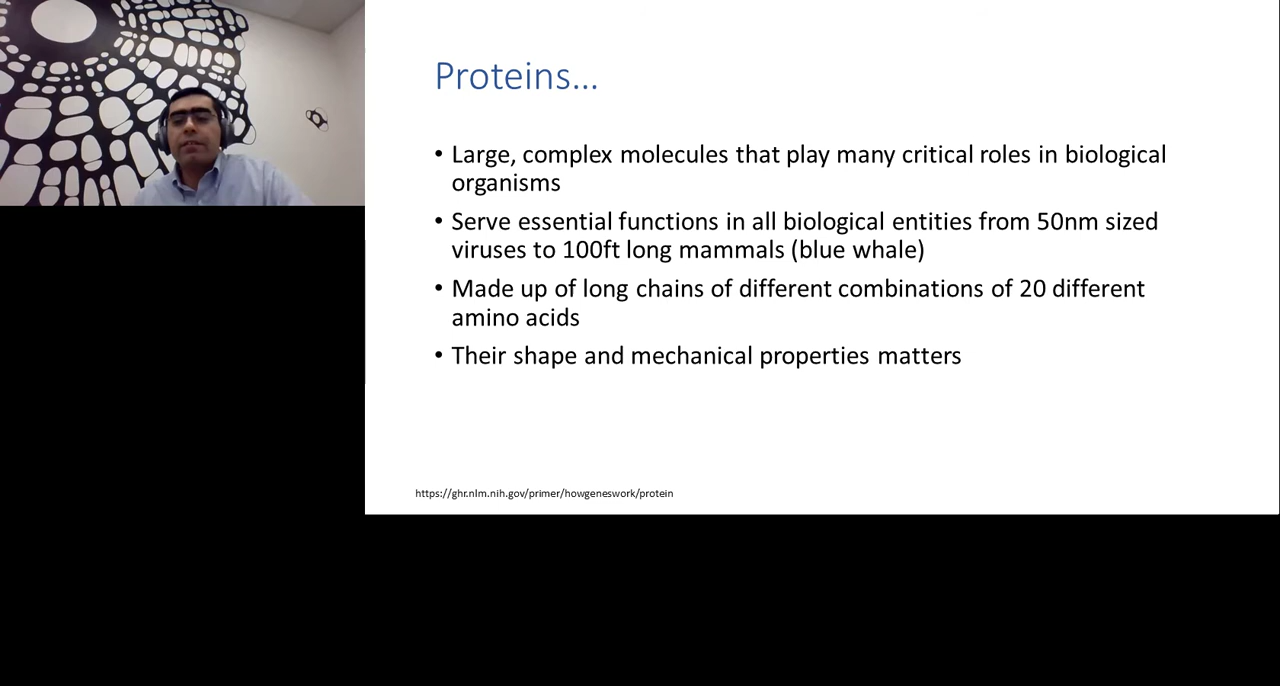 Proteins...
• Large, complex molecules that play many critical roles in biological
organisms
• Serve essential functions in all biological entities from 50nm sized
viruses to 100ft long mammals (blue whale)
• Made up of long chains of different combinations of 20 different
amino acids
• Their shape and mechanical properties matters
https://ghr.nlm.nih.gov/primer/howgeneswork/protein